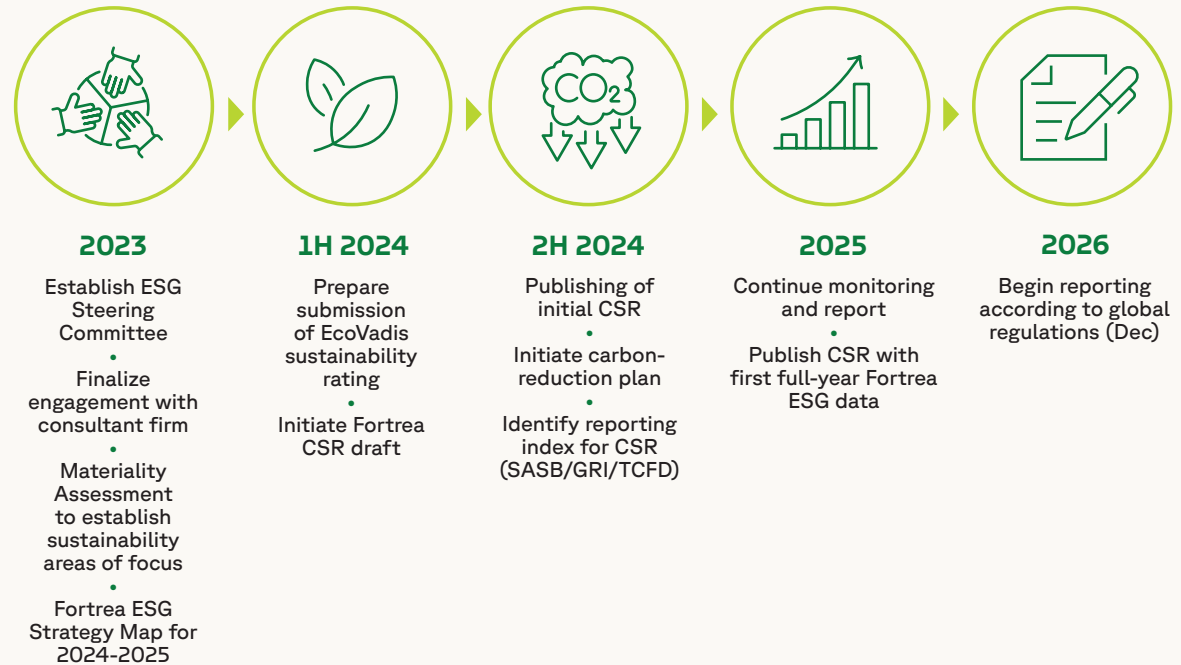 CO2
2023
Establish ESG
Steering
Committee
•
Finalize
engagement with
consultant firm
•
Materiality
Assessment
to establish
sustainability
areas of focus
•
Fortrea ESG
Strategy Map for
2024-2025
1H 2024
Prepare
submission
of EcoVadis
sustainability
rating
•
Initiate Fortrea
CSR draft
2H 2024
Publishing of
initial CSR
•
Initiate carbon-
reduction plan
•
Identify reporting
index for CSR
(SASB/GRI/TCFD)
2025
Continue monitoring
and report
•
Publish CSR with
first full-year Fortrea
ESG data
2026
Begin reporting
according to global
regulations (Dec)